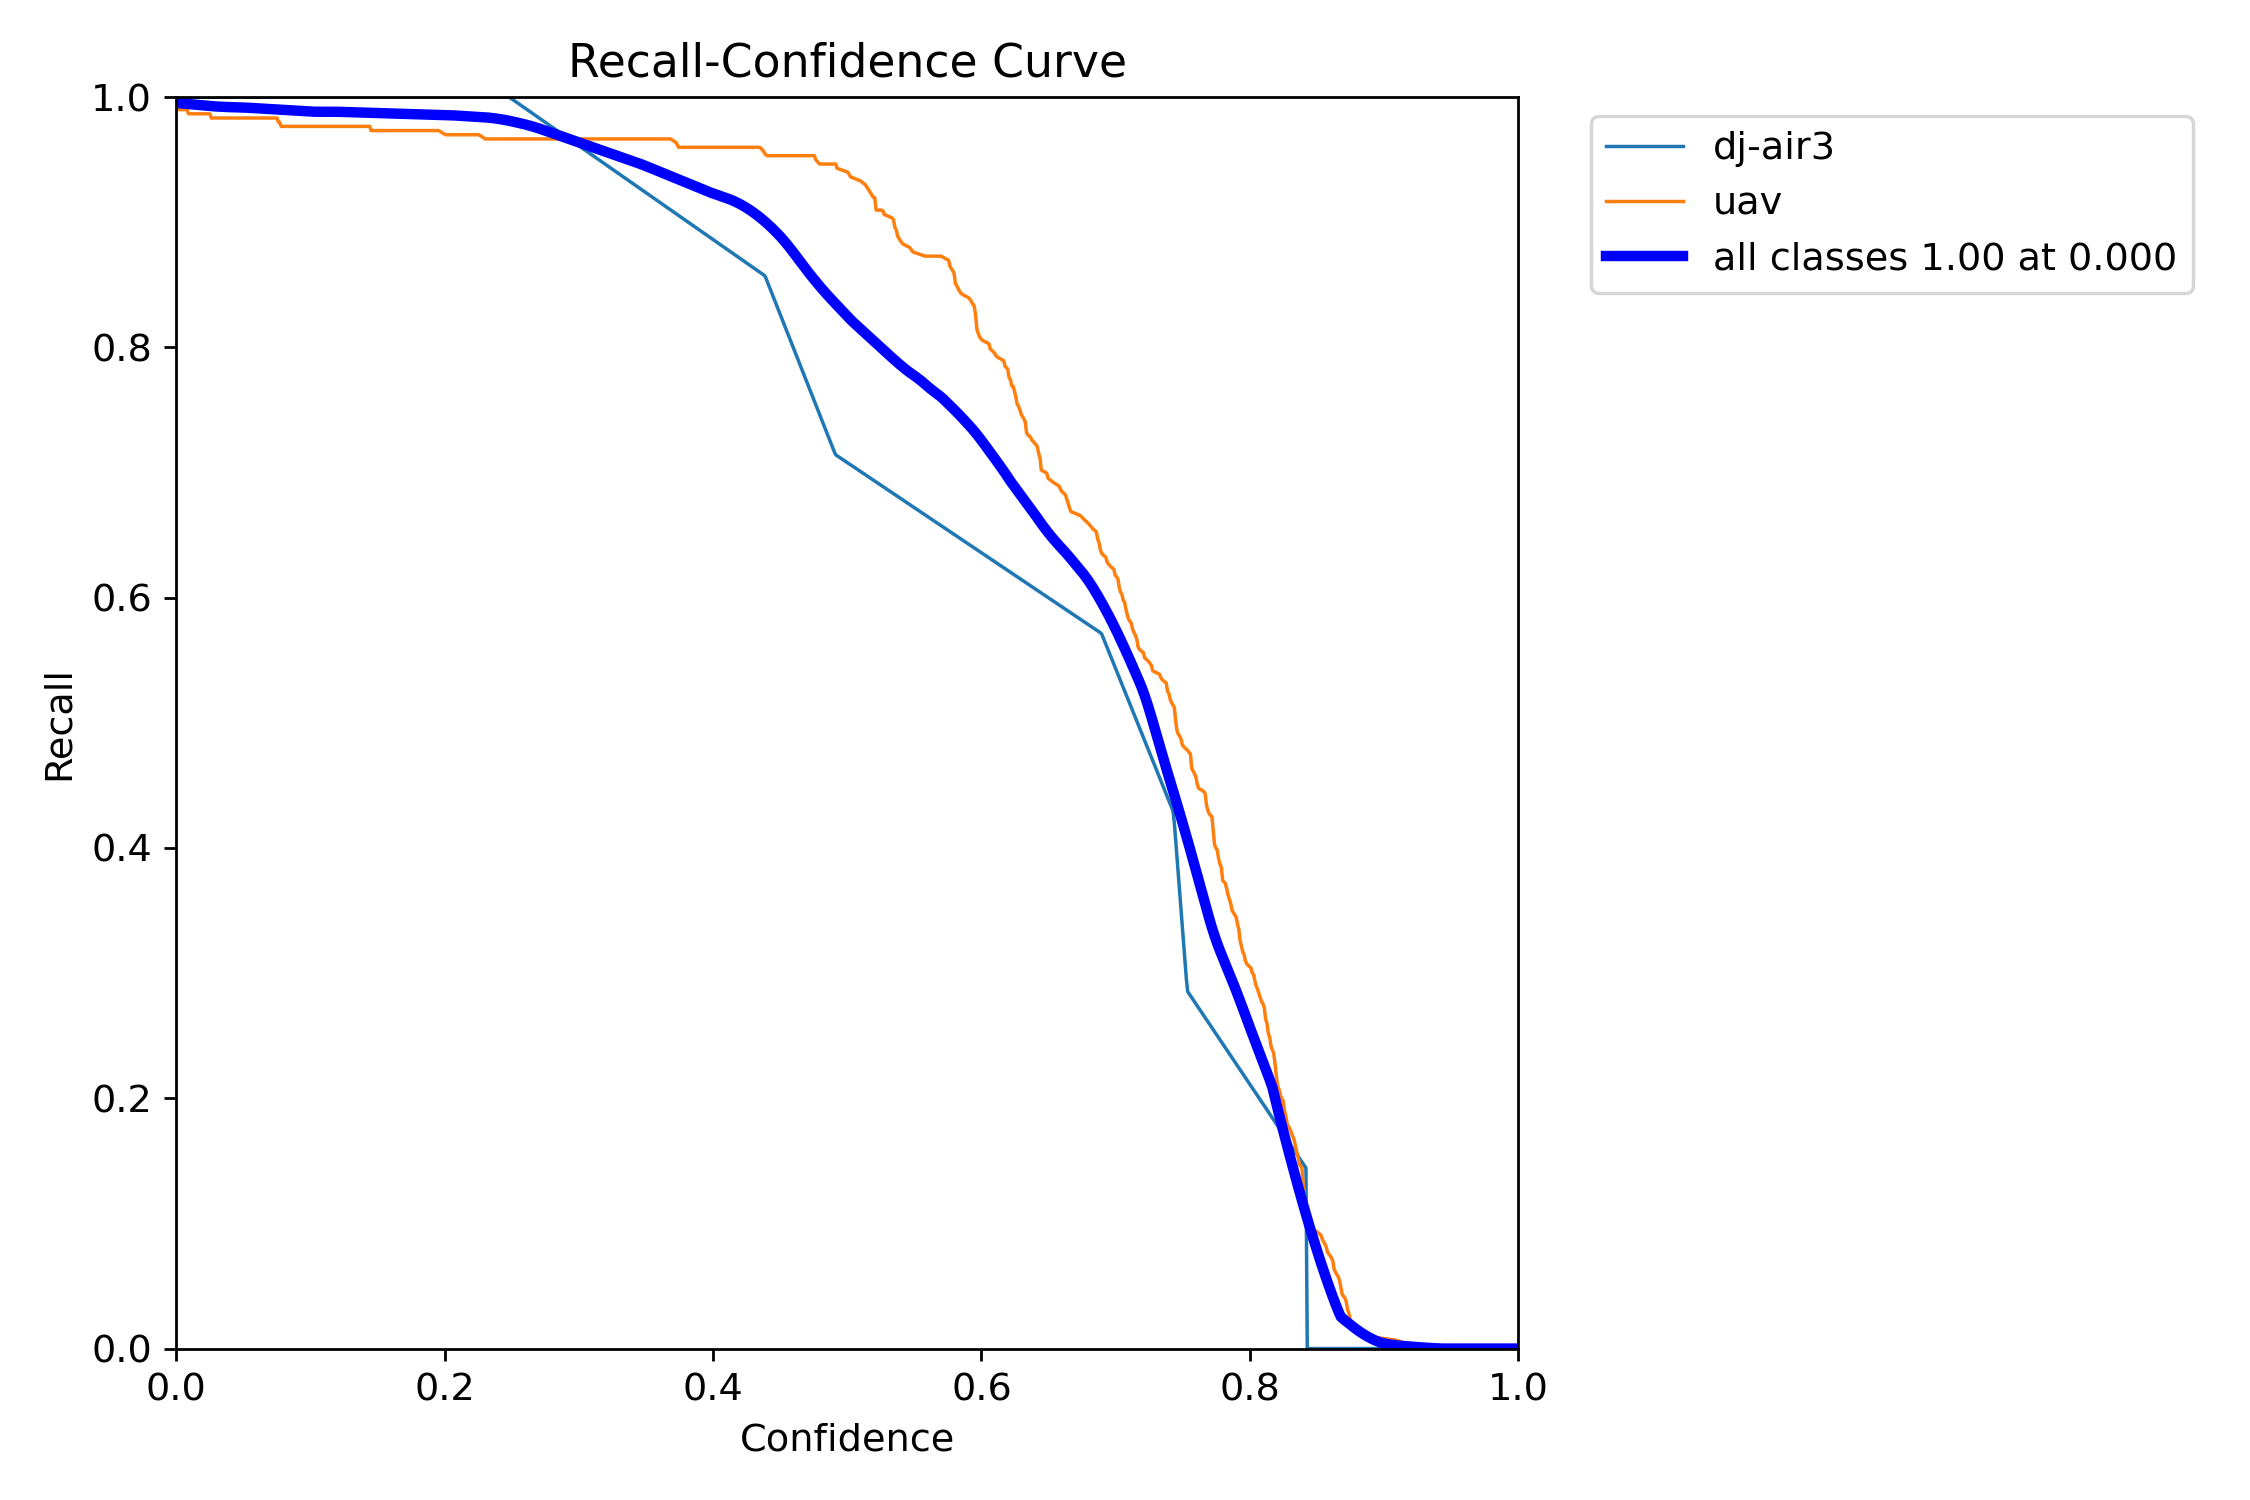 Recall-Confidence Curve
1.0
0.8
0.6
0.4
0.2
0.0
Recall
0.0 0.2 0.4 0.6 0.8 1.0
Confidence
dj-air3
uav
all classes 1.00 at 0.000